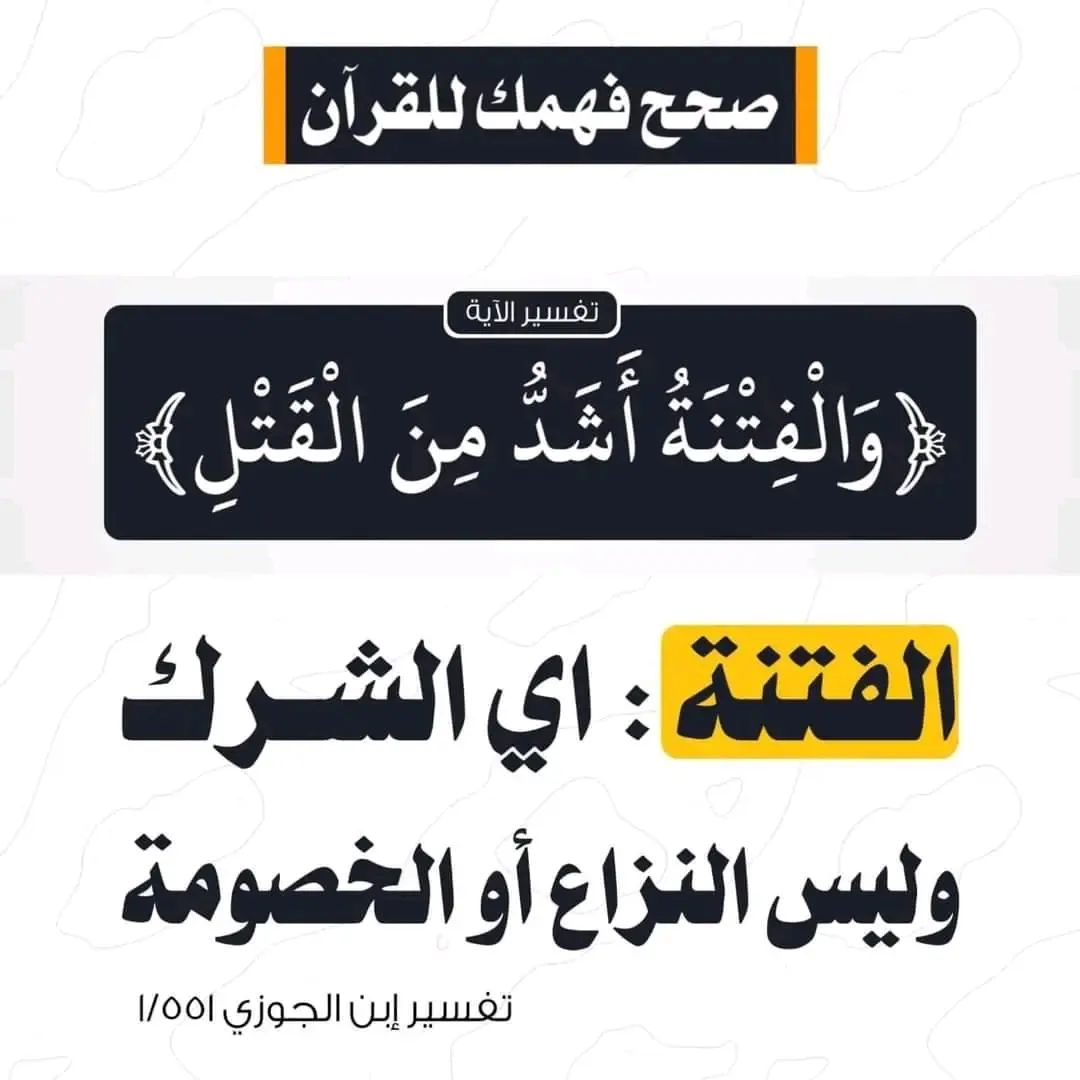 صحح فهمك للقرآن
تفسير الآية
﴿وَالْفِتْنَةُ أَشَدُّ مِنَ الْقَتْلِ﴾
الفتنة : اي الشرك
وليس النزاع أو الخصومة
تفسير إبن الجوزي ١/٥٥١